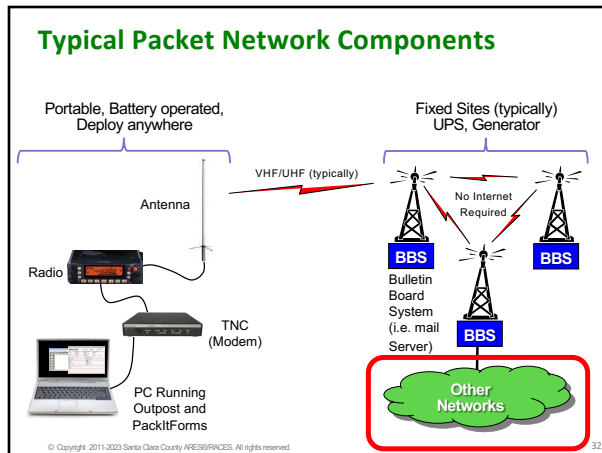 Typical Packet Network Components
Portable, Battery operated,
Deploy anywhere
Fixed Sites (typically)
UPS, Generator
VHF/UHF (typically)
Antenna
No Internet
Required
Radio
BBS
BBS
Bulletin
Board
System
(i.e. mail
Server)
BBS
TNC
(Modem)
PC Running
Outpost and
PackItForms
Other
Networks
© Copyright 2011-2023 Santa Clara County ARES®/RACES. All rights reserved.
32